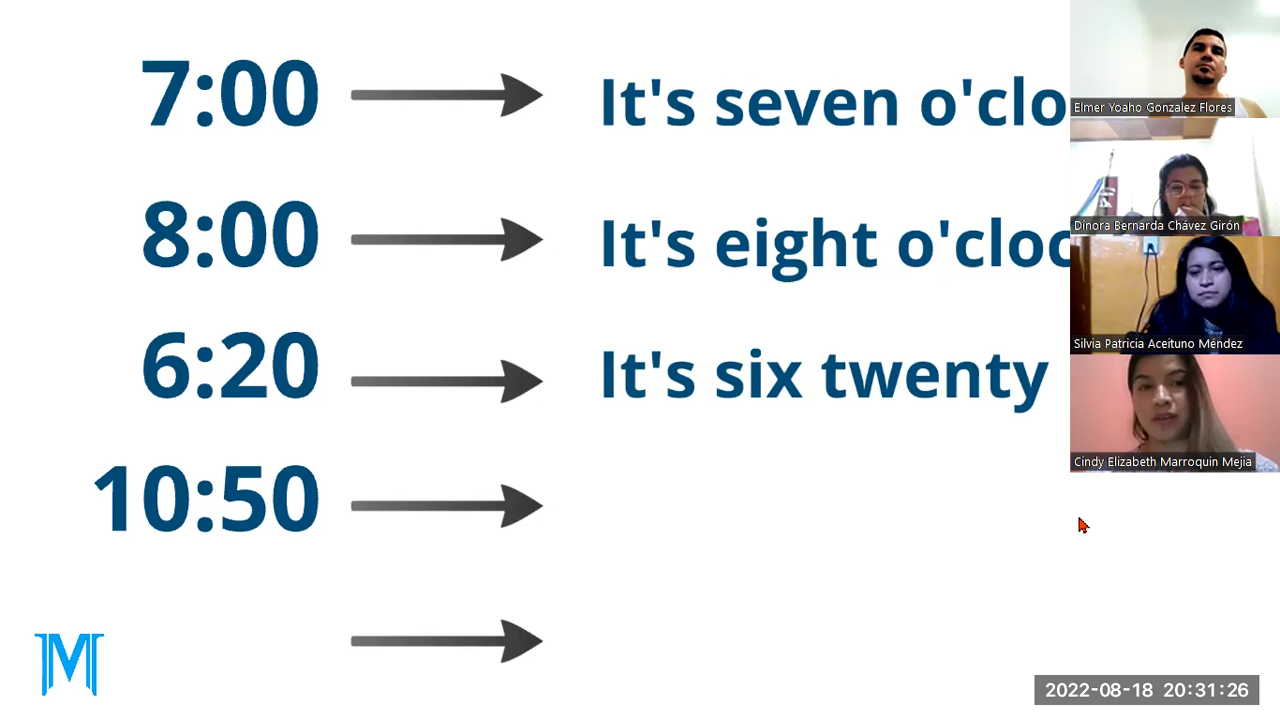 7:00 It's seven o'clo
8:00 It's eight o'cloc
6:20 It's six twenty
10:50
Elmer Yoaho Gonzalez Flores
Dinora Bernarda Chávez Girón
Silvia Patricia Aceituno Méndez
Cindy Elizabeth Marroquin Mejia
M
2022-08-18 20:31:26